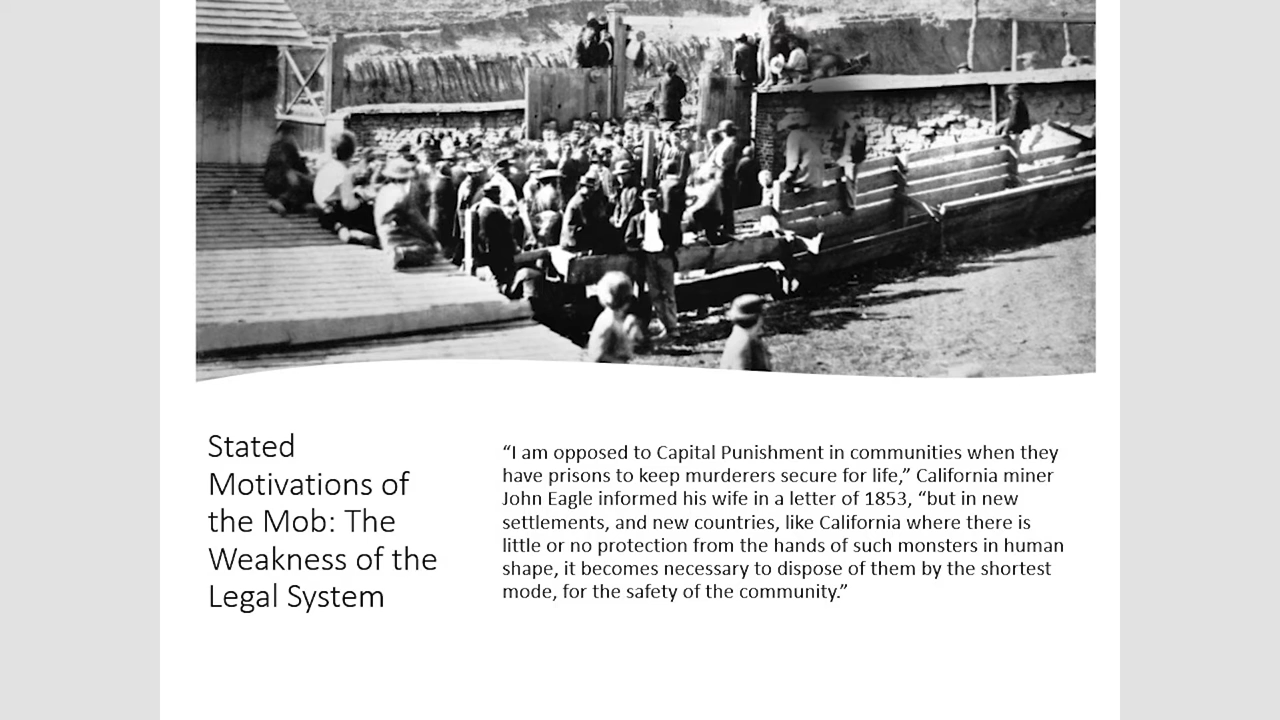 Stated
Motivations of
the Mob: The
Weakness of the
Legal System
“I am opposed to Capital Punishment in communities when they
have prisons to keep murderers secure for life,” California miner
John Eagle informed his wife in a letter of 1853, “but in new
settlements, and new countries, like California where there is
little or no protection from the hands of such monsters in human
shape, it becomes necessary to dispose of them by the shortest
mode, for the safety of the community.”